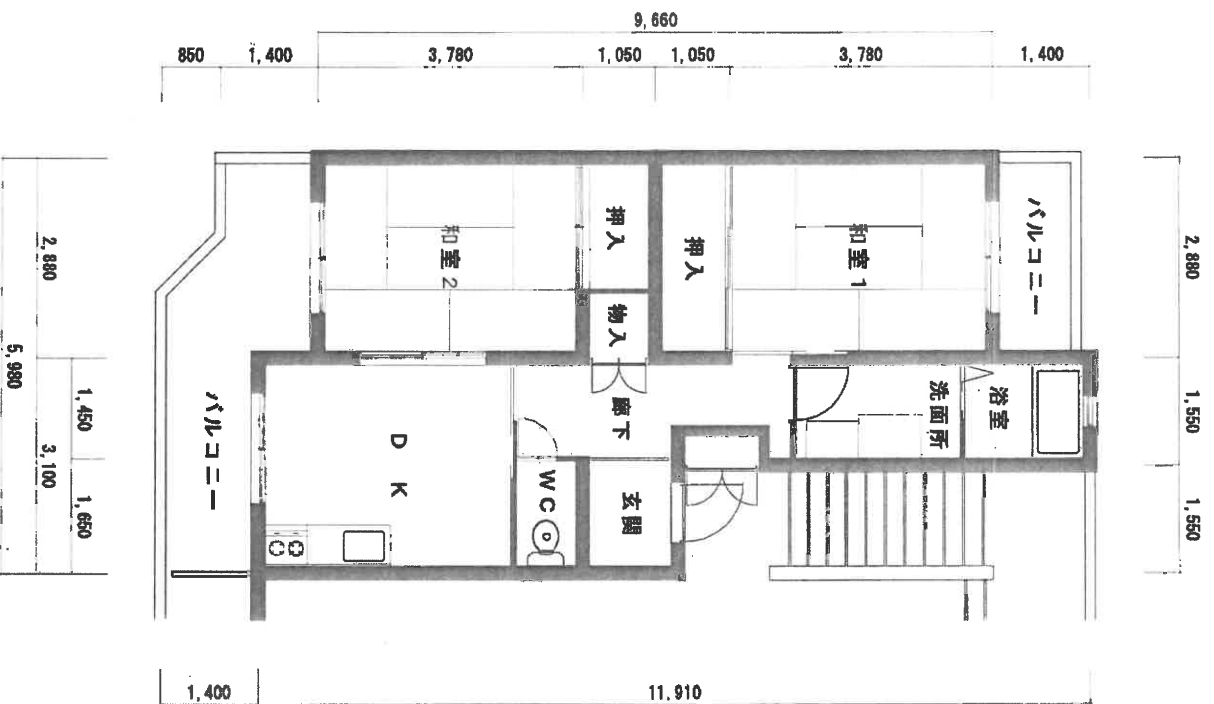 9,660
850
1,400
3,780
1,050
1,050
3,780
1,400
押入
和室2
押入
和室1
バルコニー
2,880
2,880
物入
5,980
1,450
3,100
1,650
バルコニー
DK
廊下
洗面所
浴室
1,550
WC
玄関
1,550
1,400
11,910